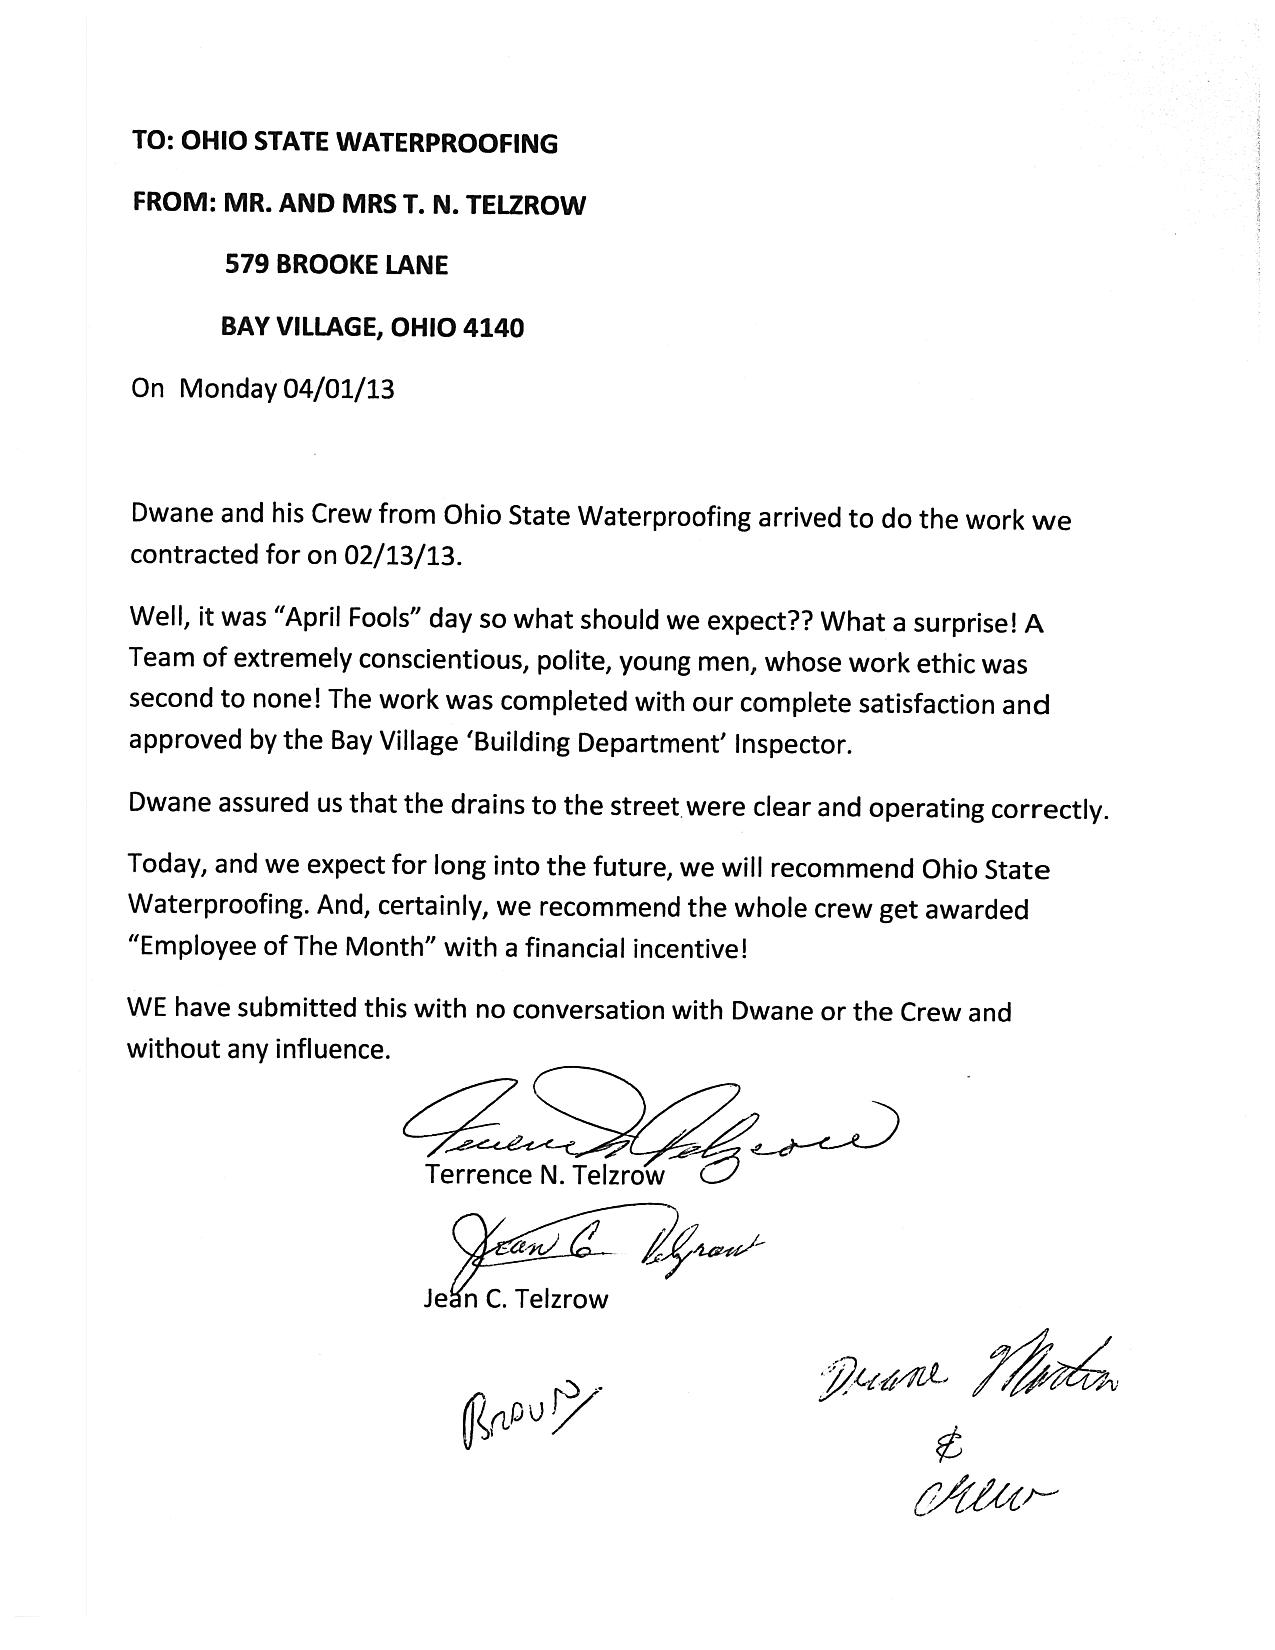 TO: OHIO STATE WATERPROOFING
FROM: MR. AND MRS T. N. TELZROW
579 BROOKE LANE
BAY VILLAGE, OHIO 4140
On Monday 04/01/13
Dwane and his Crew from Ohio State Waterproofing arrived to do the work we
contracted for on 02/13/13.
Well, it was “April Fools” day so what should we expect?? What a surprise! A
Team of extremely conscientious, polite, young men, whose work ethic was
second to none! The work was completed with our complete satisfaction and
approved by the Bay Village ‘Building Department’ Inspector.
Dwane assured us that the drains to the street were clear and operating correctly.
Today, and we expect for long into the future, we will recommend Ohio State
Waterproofing. And, certainly, we recommend the whole crew get awarded
“Employee of The Month” with a financial incentive!
WE have submitted this with no conversation with Dwane or the Crew and
without any influence.
Terrence N. Telzrow
Terrence N. Telzrow
Jean C. Telzrow
Jean C. Telzrow
Duane Martin
Brown
&
Crew